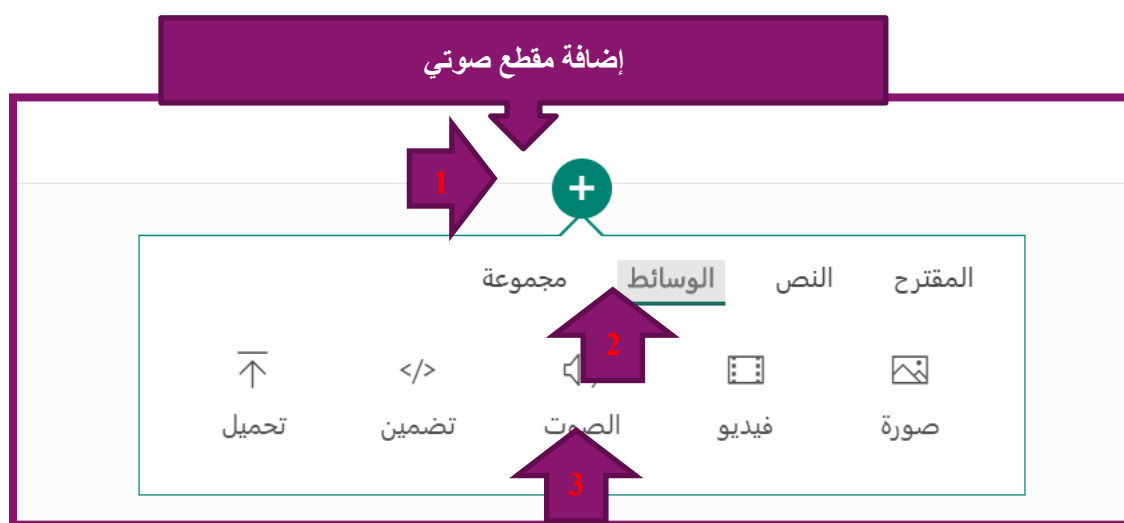 إضافة مقطع صوتي
1
+
المقترح النص الوسائط مجموعة
2
</>
صورة فيديو الصوت تضمين تحميل
3